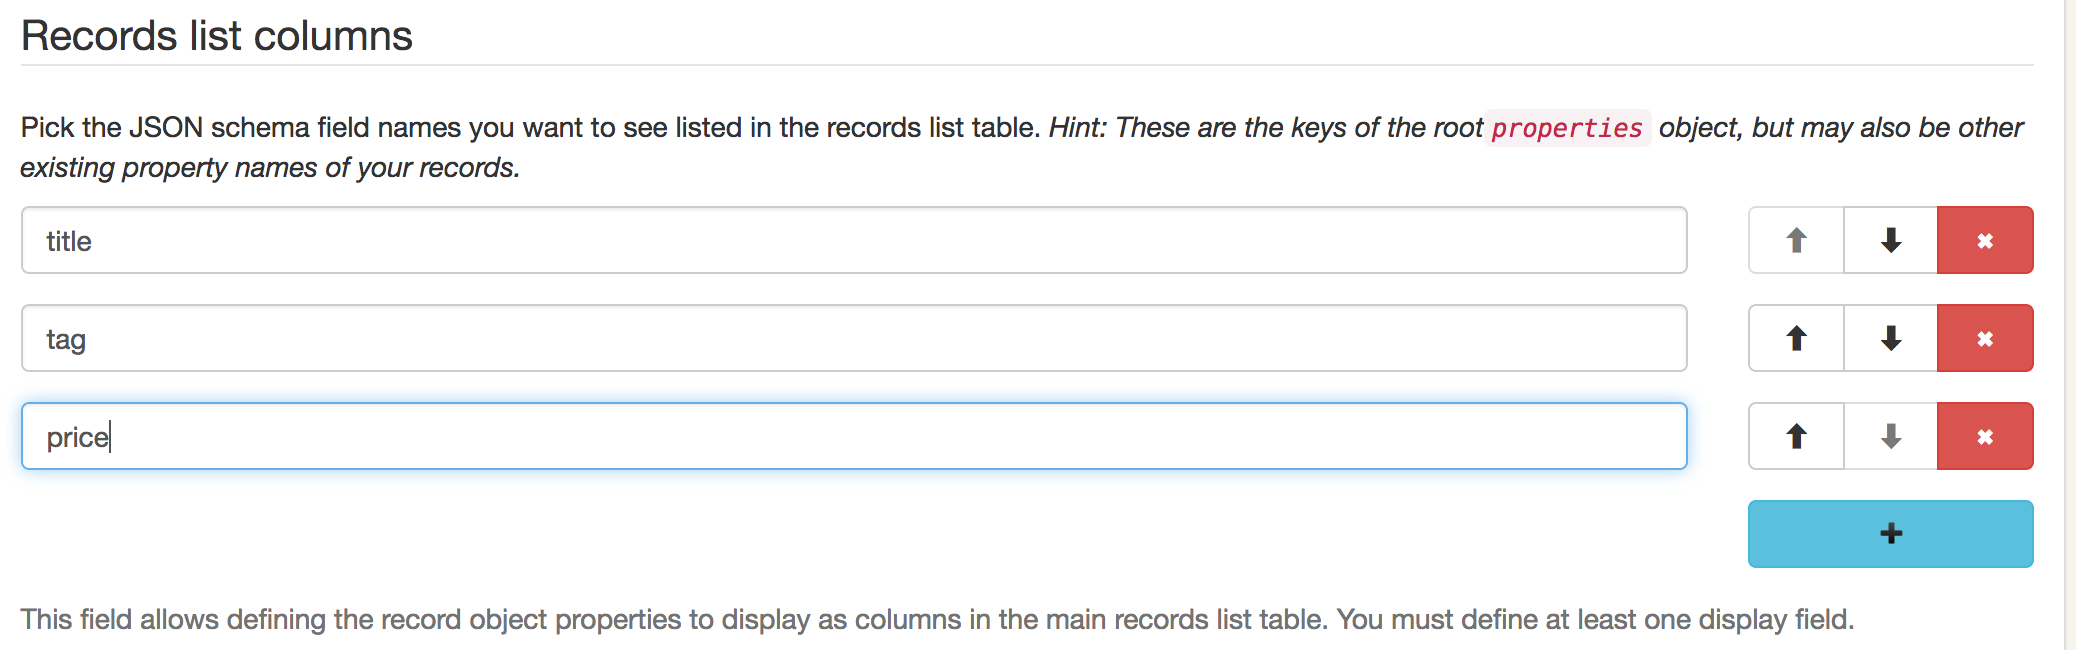 Records list columns
Pick the JSON schema field names you want to see listed in the records list table. Hint: These are the keys of the root properties object, but may also be other
existing property names of your records.
title
tag
price
This field allows defining the record object properties to display as columns in the main records list table. You must define at least one display field.